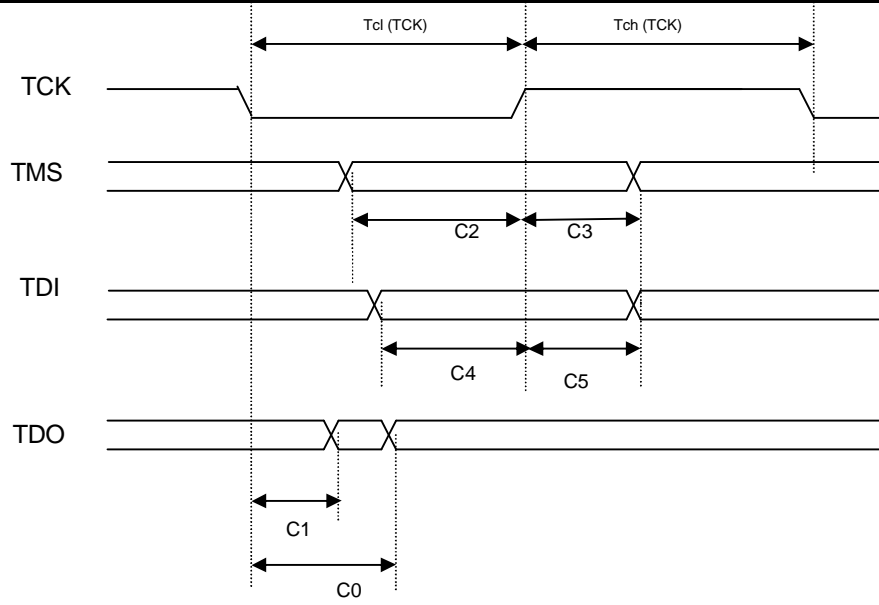 Tcl (TCK) Tch (TCK)
TCK
TMS
C2 C3
TDI
C4 C5
TDO
C1
C0